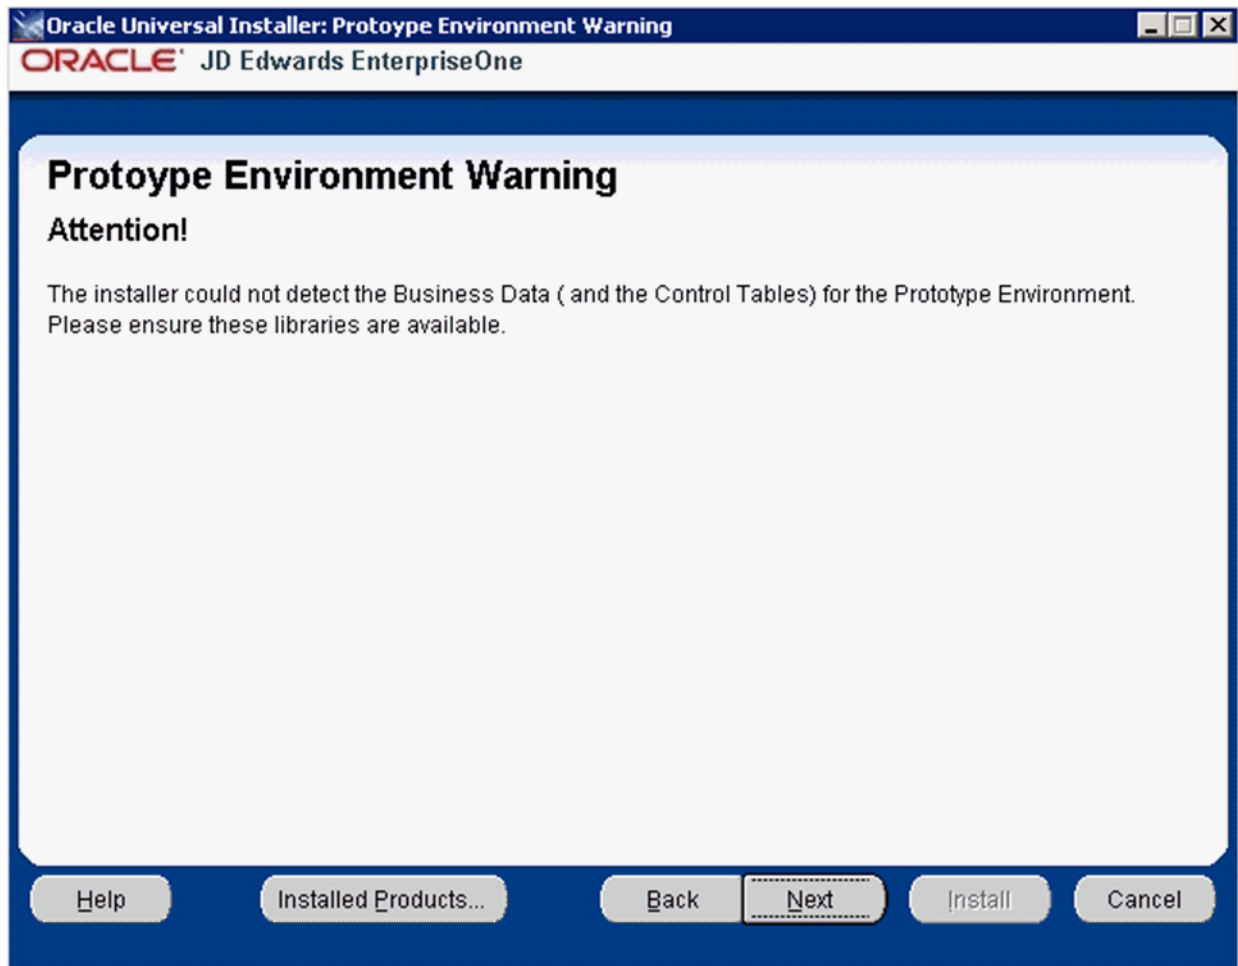 Oracle Universal Installer: Protoype Environment Warning
ORACLE JD Edwards EnterpriseOne
Protoype Environment Warning
Attention!
The installer could not detect the Business Data ( and the Control Tables) for the Prototype Environment.
Please ensure these libraries are available.
Help Installed Products... Back Next Install Cancel